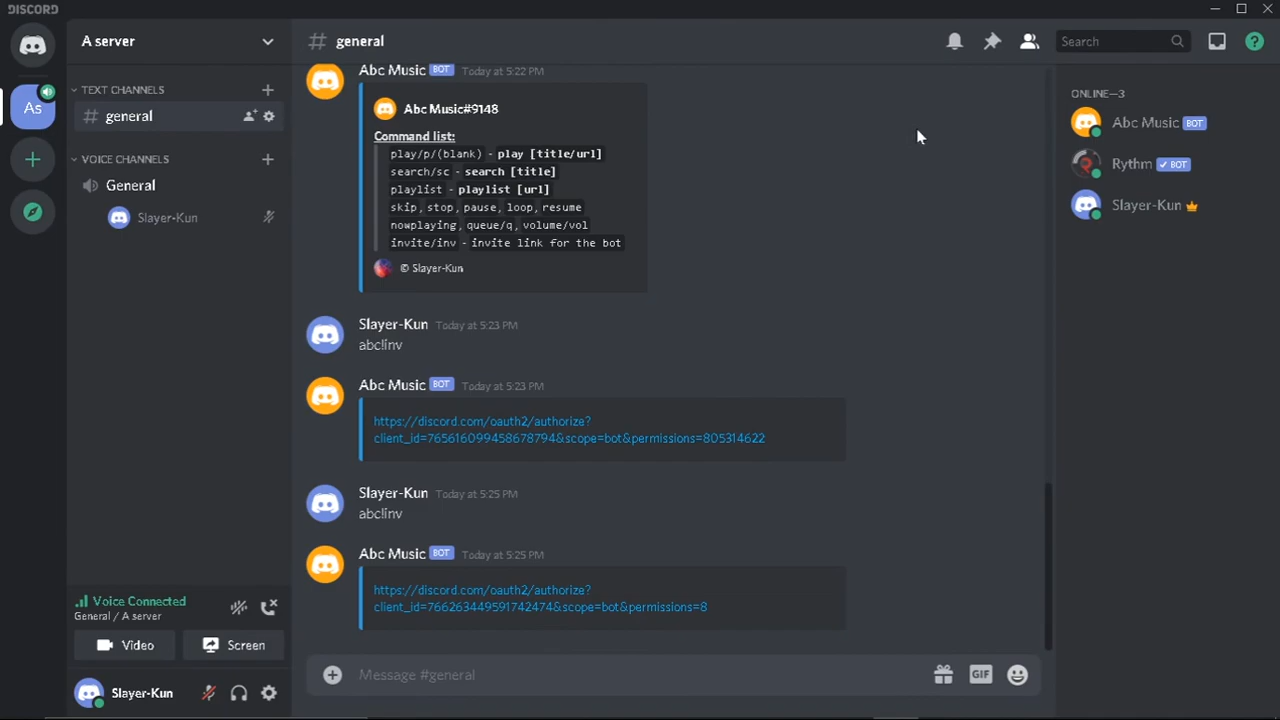 DISCORD
A server
TEXT CHANNELS
general
VOICE CHANNELS
General
Slayer-Kun
Voice Connected
General / A server
Video
Screen
Slayer-Kun
# general
Search
Abc Music BOT Today at 5:22 PM
Abc Music#9148
Command list:
play/p/(blank) - play [title/url]
search/sc - search [title]
playlist - playlist [url]
skip, stop, pause, loop, resume
nowplaying, queue/q, volume/vol
invite/inv - invite link for the bot
© Slayer-Kun
Slayer-Kun Today at 5:23 PM
abc!inv
Abc Music BOT Today at 5:23 PM
https://discord.com/oauth2/authorize?
client_id=765616099458678794&scope=bot&permissions=805314622
Slayer-Kun Today at 5:25 PM
abc!inv
Abc Music BOT Today at 5:25 PM
https://discord.com/oauth2/authorize?
client_id=766263449591742474&scope=bot&permissions=8
Message #general
GIF
ONLINE—3
Abc Music BOT
Rythm BOT
Slayer-Kun
As